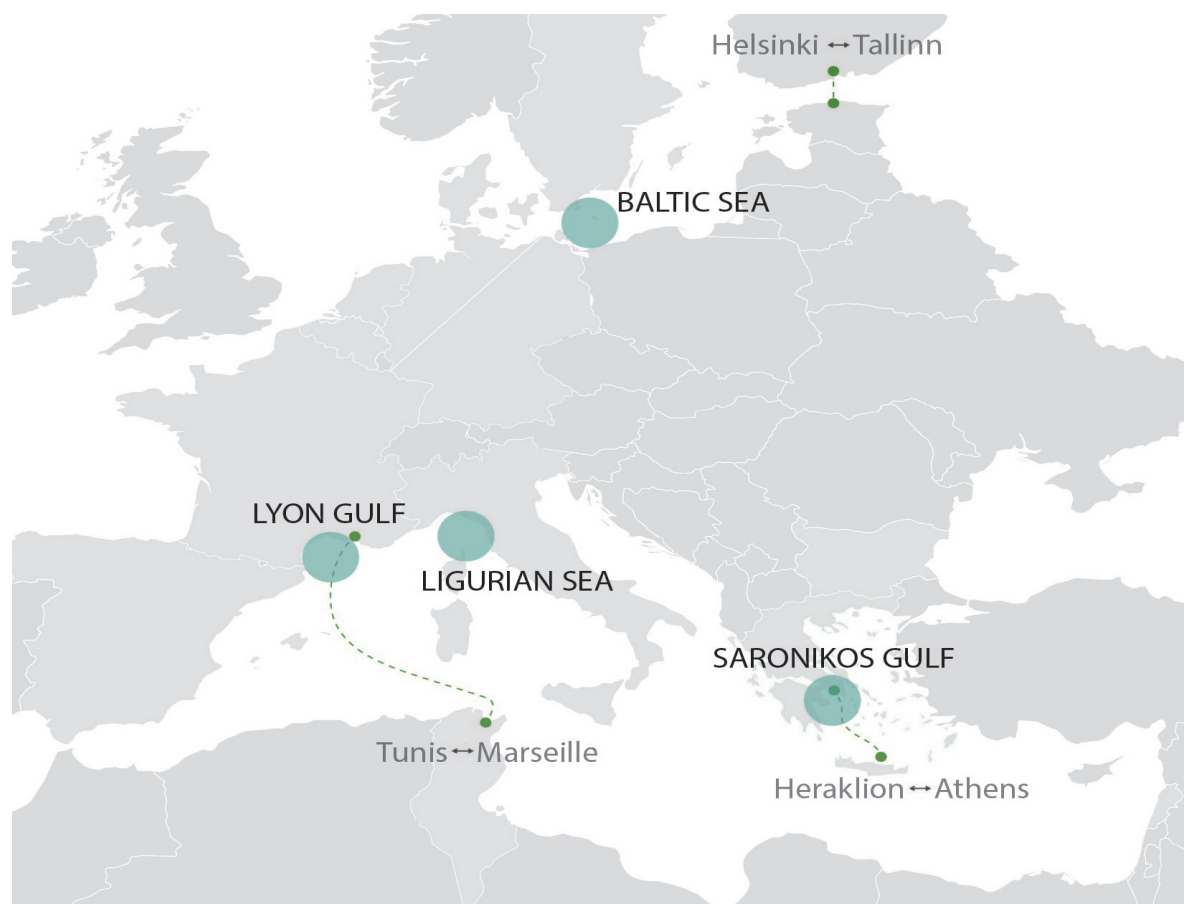 Helsinki ↔ Tallinn
BALTIC SEA
LYON GULF
LIGURIAN SEA
SARONIKOS GULF
Tunis ↔ Marseille
Heraklion ↔ Athens